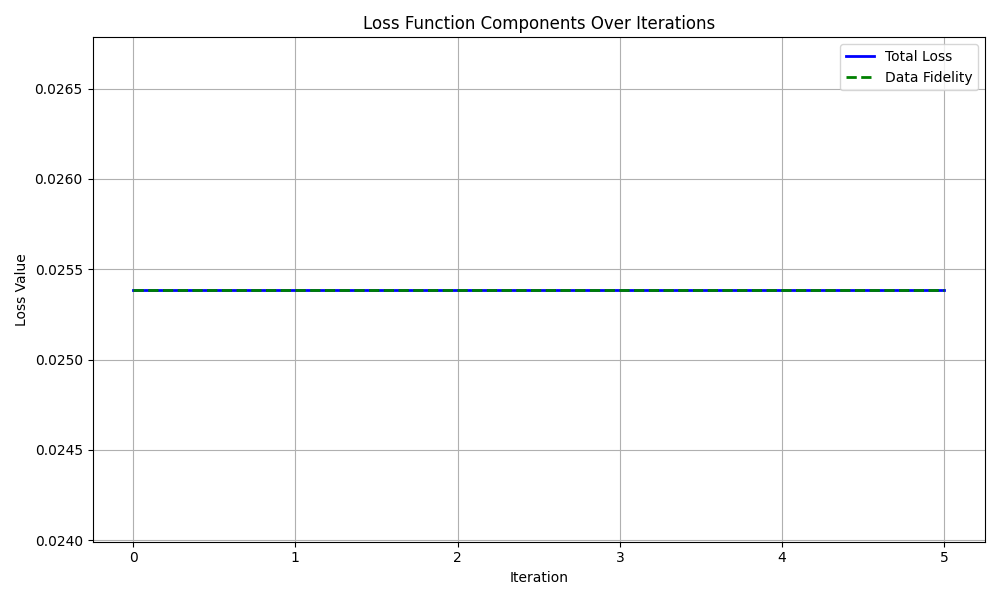 Loss Function Components Over Iterations
Total Loss
Data Fidelity
0.0265
0.0260
0.0255
0.0250
0.0245
0.0240
Loss Value
0 1 2 3 4 5
Iteration